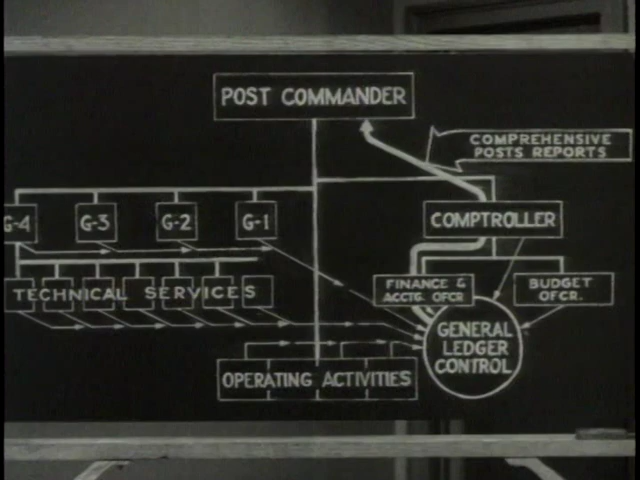 POST COMMANDER
COMPREHENSIVE
POSTS REPORTS
G-4
G-3
G-2
G-1
COMPTROLLER
TECHNICAL SERVICES
FINANCE &
ACCTG. OFCR
BUDGET
OFCR.
GENERAL
LEDGER
CONTROL
OPERATING ACTIVITIES